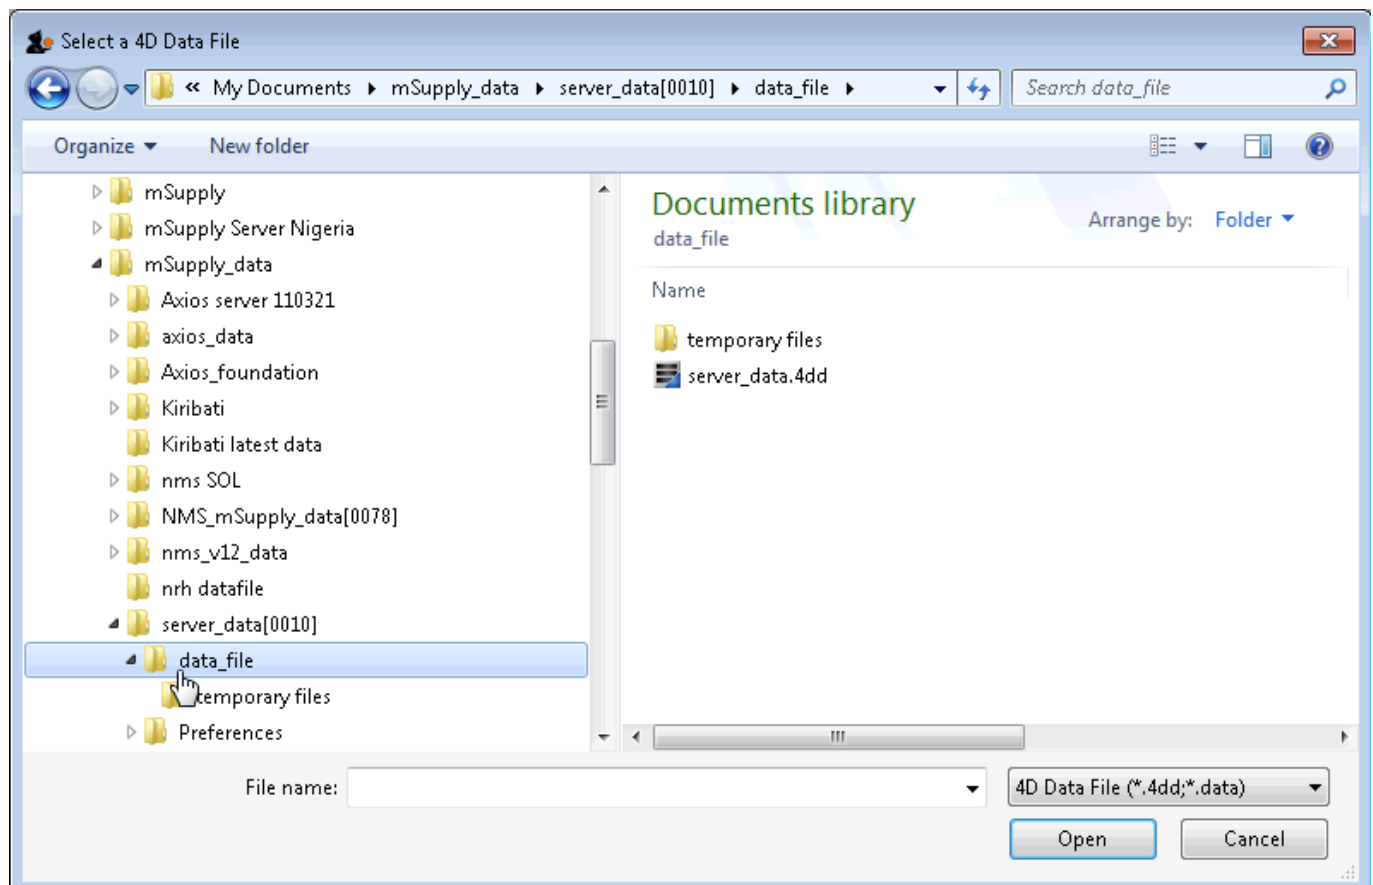 Select a 4D Data File
« My Documents mSupply_data server_data[0010] data_file
Search data_file
Organize
New folder
mSupply
mSupply Server Nigeria
mSupply_data
Axios server 110321
axios_data
Axios_foundation
Kiribati
Kiribati latest data
nms SOL
NMS_mSupply_data[0078]
nms_v12_data
nrh datafile
server_data[0010]
data_file
temporary files
Preferences
Documents library
data_file
Arrange by: Folder
Name
temporary files
server_data.4dd
File name:
4D Data File (*.4dd;*.data)
Open
Cancel